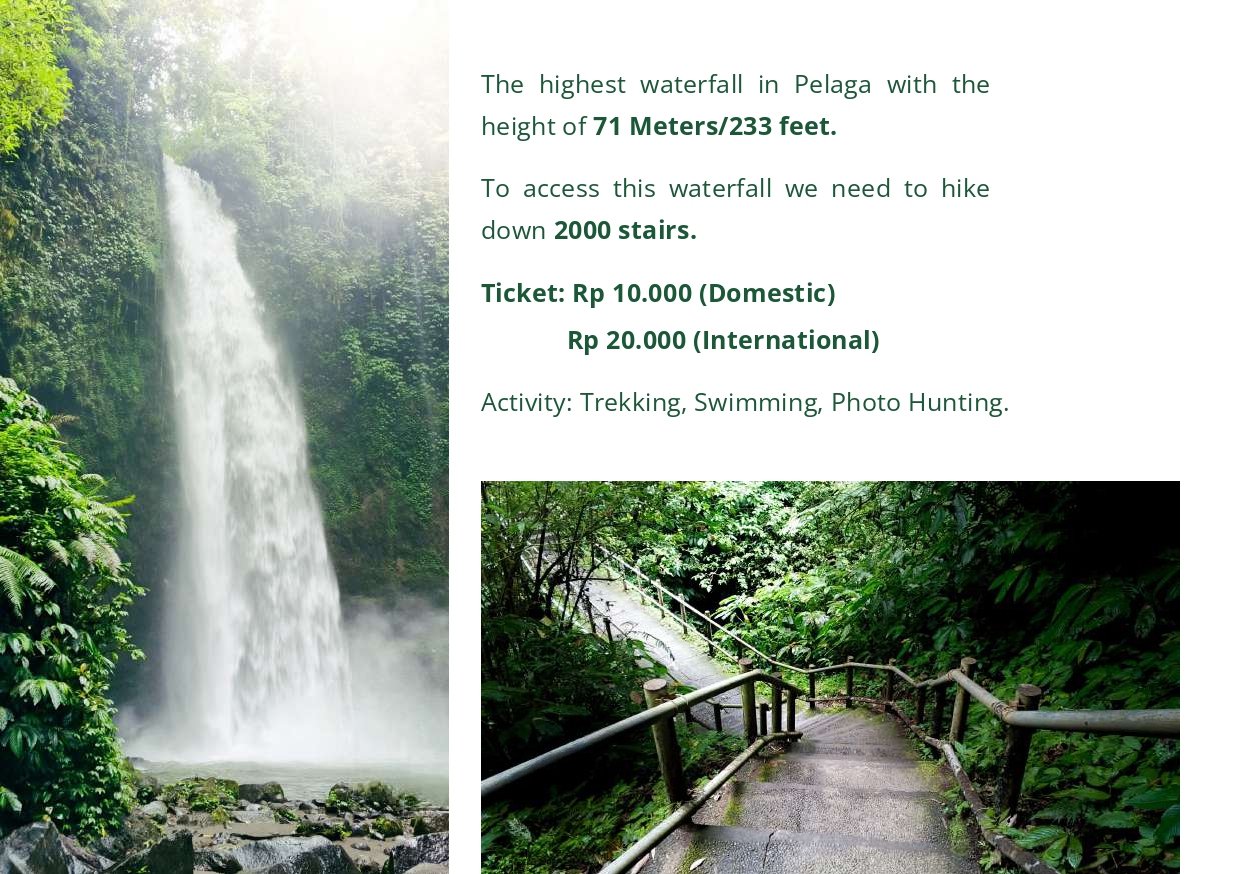 The highest waterfall in Pelaga with the
height of 71 Meters/233 feet.
To access this waterfall we need to hike
down 2000 stairs.
Ticket: Rp 10.000 (Domestic)
Rp 20.000 (International)
Activity: Trekking, Swimming, Photo Hunting.